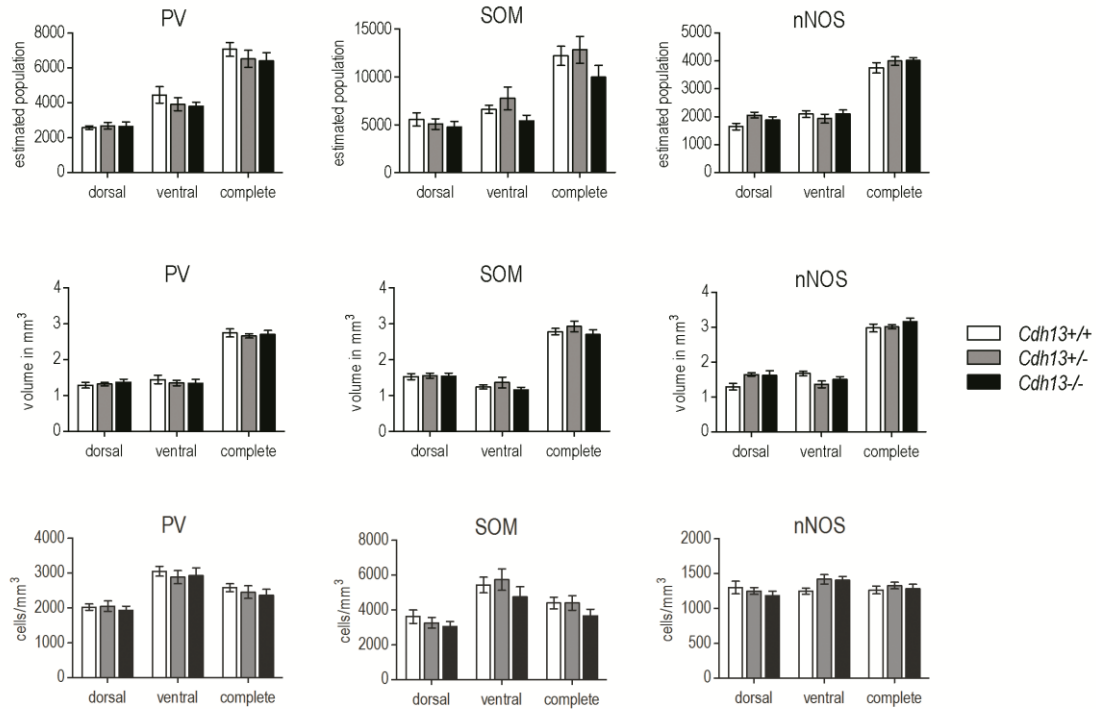 PV
SOM
nNOS
estimated population
8000
6000
4000
2000
0
dorsal ventral complete
estimated population
15000
10000
5000
0
dorsal ventral complete
estimated population
5000
4000
3000
2000
1000
0
dorsal ventral complete
PV
SOM
nNOS
volume in mm³
4
3
2
1
0
dorsal ventral complete
volume in mm³
4
3
2
1
0
dorsal ventral complete
volume in mm³
4
3
2
1
0
dorsal ventral complete
Cdh13+/+
Cdh13+/-
Cdh13-/-
PV
SOM
nNOS
cells/mm³
4000
3000
2000
1000
0
dorsal ventral complete
cells/mm³
8000
6000
4000
2000
0
dorsal ventral complete
cells/mm³
2000
1500
1000
500
0
dorsal ventral complete